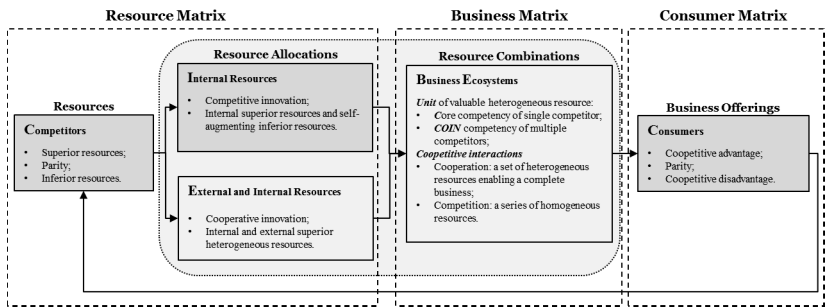 Resource Matrix
Business Matrix
Consumer Matrix
Resource Allocations
Resource Combinations
Resources
Competitors
• Superior resources;
• Parity;
• Inferior resources.
Internal Resources
• Competitive innovation;
• Internal superior resources and self-
augmenting inferior resources.
External and Internal Resources
• Cooperative innovation;
• Internal and external superior
heterogeneous resources.
Business Ecosystems
Unit of valuable heterogeneous resource:
• Core competency of single competitor;
• COIN competency of multiple
competitors;
Coopetitive interactions
• Cooperation: a set of heterogeneous
resources enabling a complete
business;
• Competition: a series of homogeneous
resources.
Business Offerings
Consumers
• Coopetitive advantage;
• Parity;
• Coopetitive disadvantage.